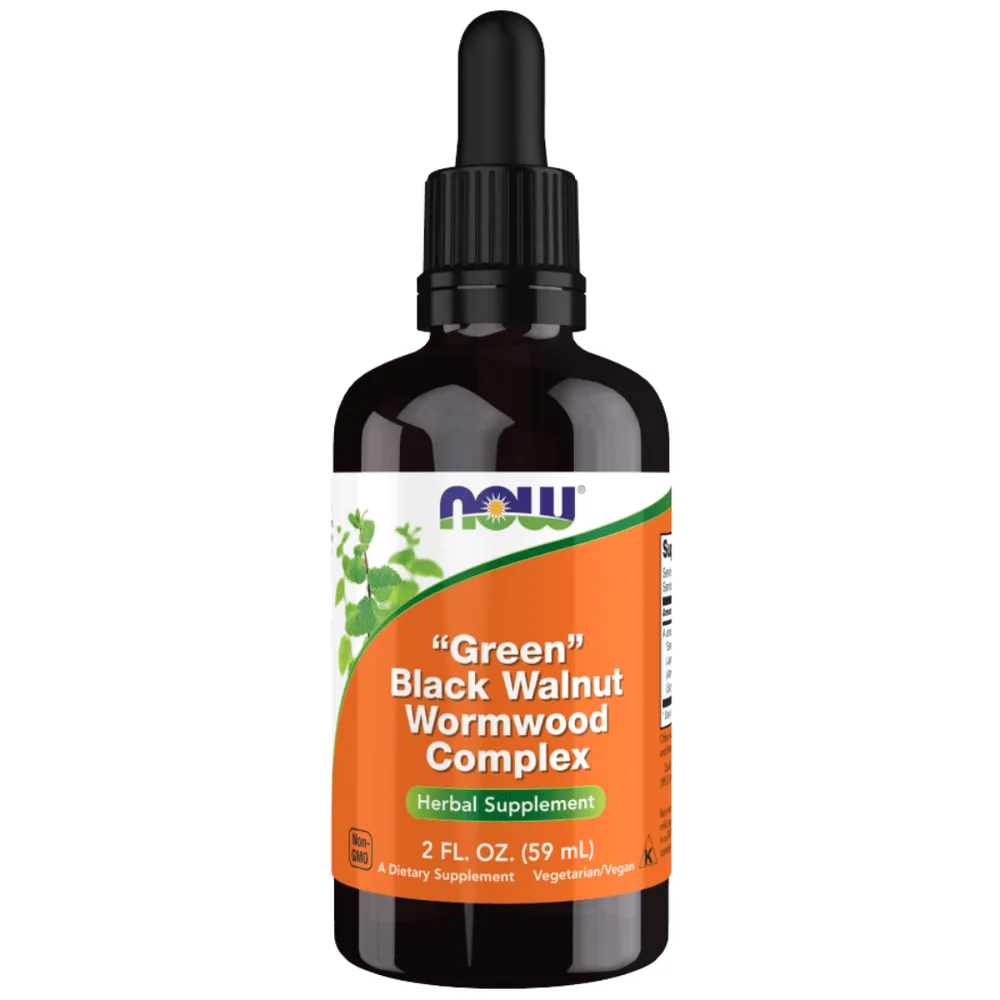 NOW®
“Green”
Black Walnut
Wormwood
Complex
Herbal Supplement
2 FL. OZ. (59 mL)
A Dietary Supplement Vegetarian/Vegan
Non-
GMO
K